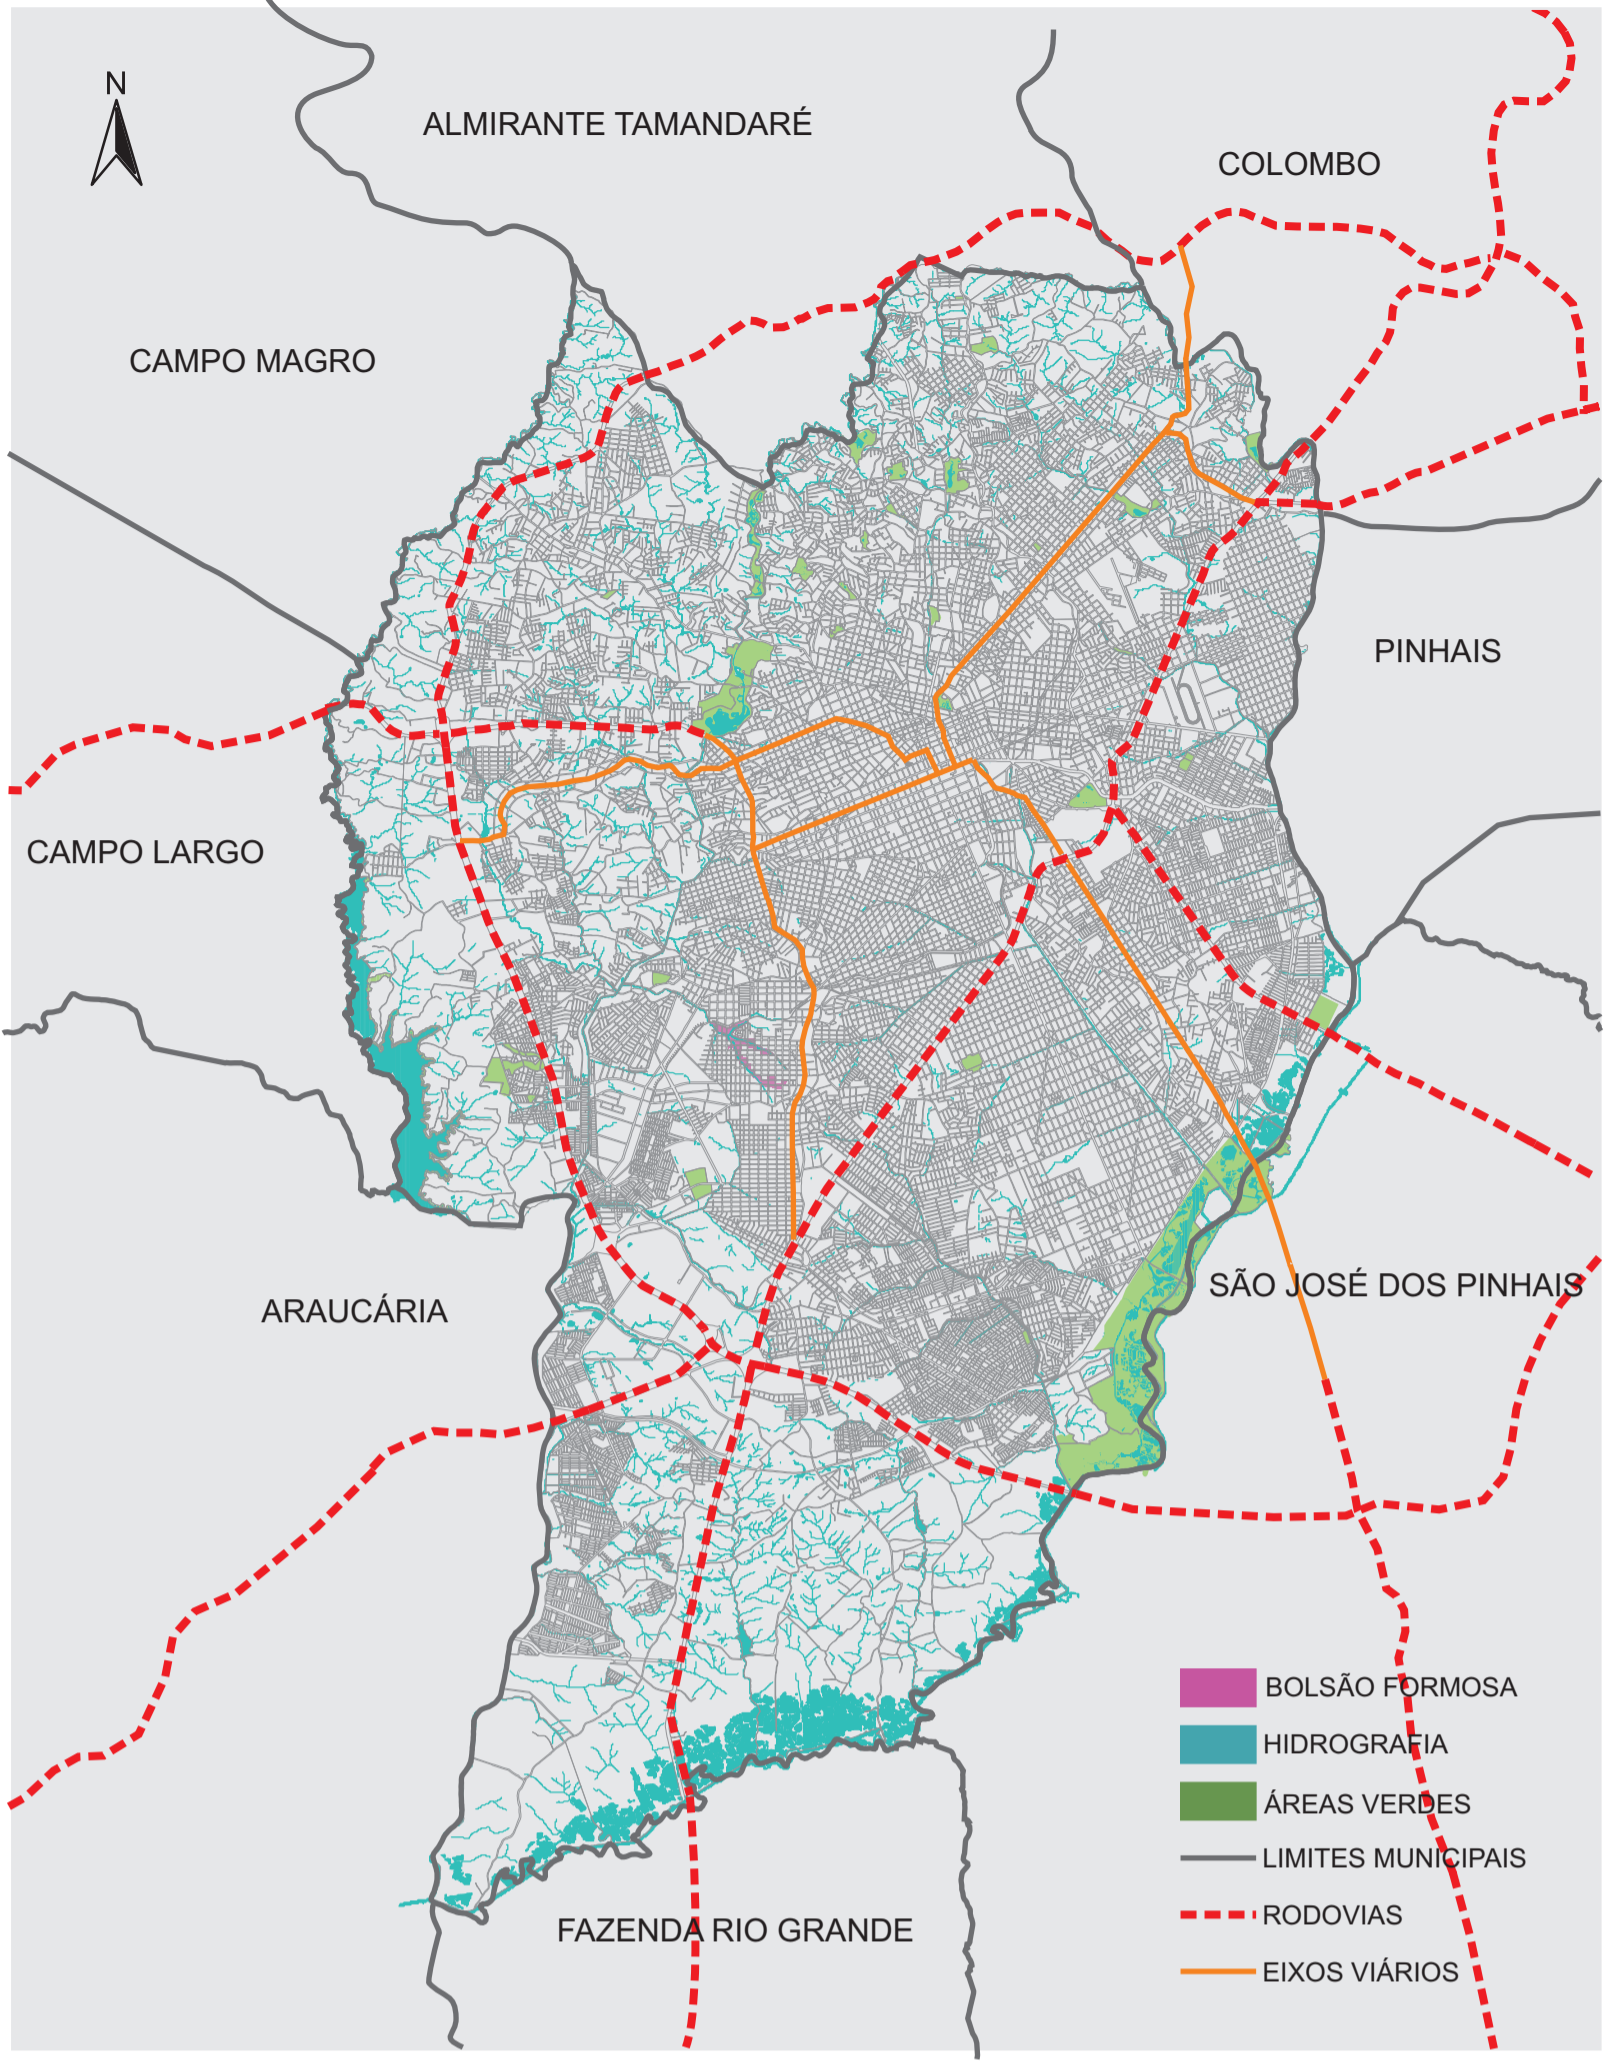 N
ALMIRANTE TAMANDARÉ
COLOMBO
CAMPO MAGRO
PINHAIS
CAMPO LARGO
SÃO JOSÉ DOS PINHAIS
ARAUCÁRIA
BOLSÃO FORMOSA
HIDROGRAFIA
ÁREAS VERDES
LIMITES MUNICIPAIS
RODOVIAS
FAZENDA RIO GRANDE
EIXOS VIÁRIOS